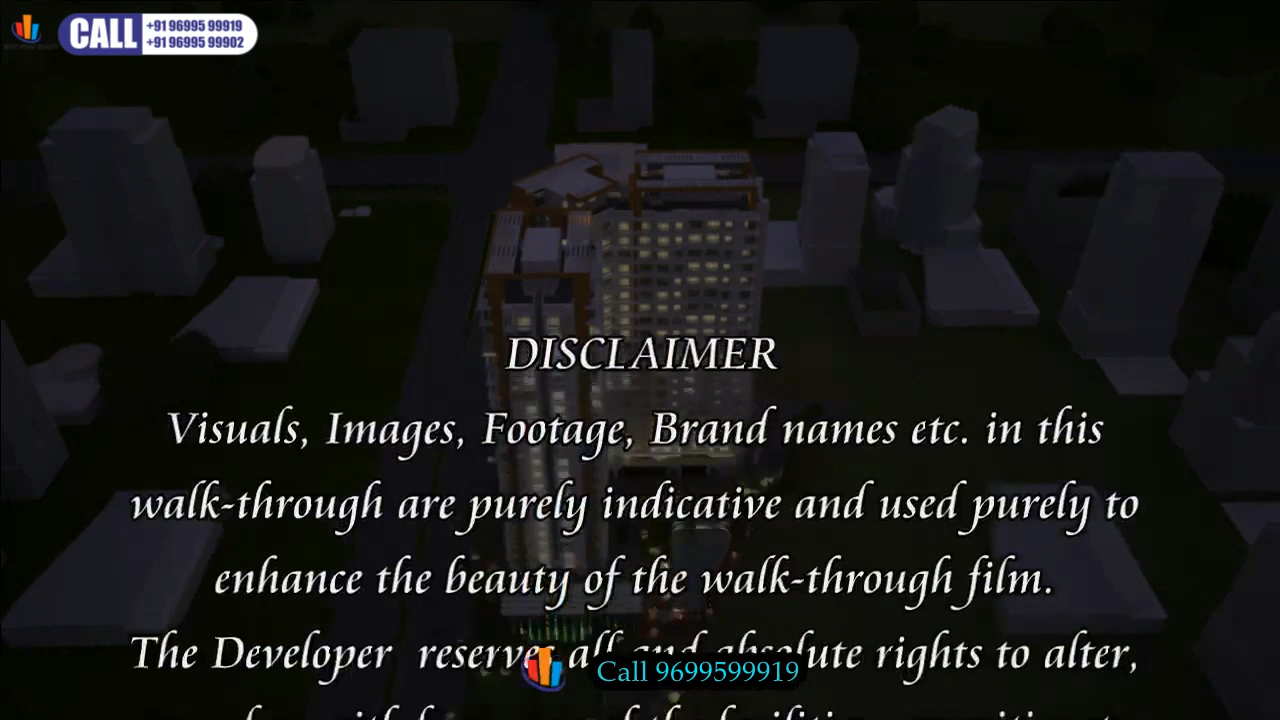 CALL
+91 96995 99919
+91 96995 99902
DISCLAIMER
Visuals, Images, Footage, Brand names etc. in this
walk-through are purely indicative and used purely to
enhance the beauty of the walk-through film.
The Developer reserves all and absolute rights to alter,
Call 9699599919